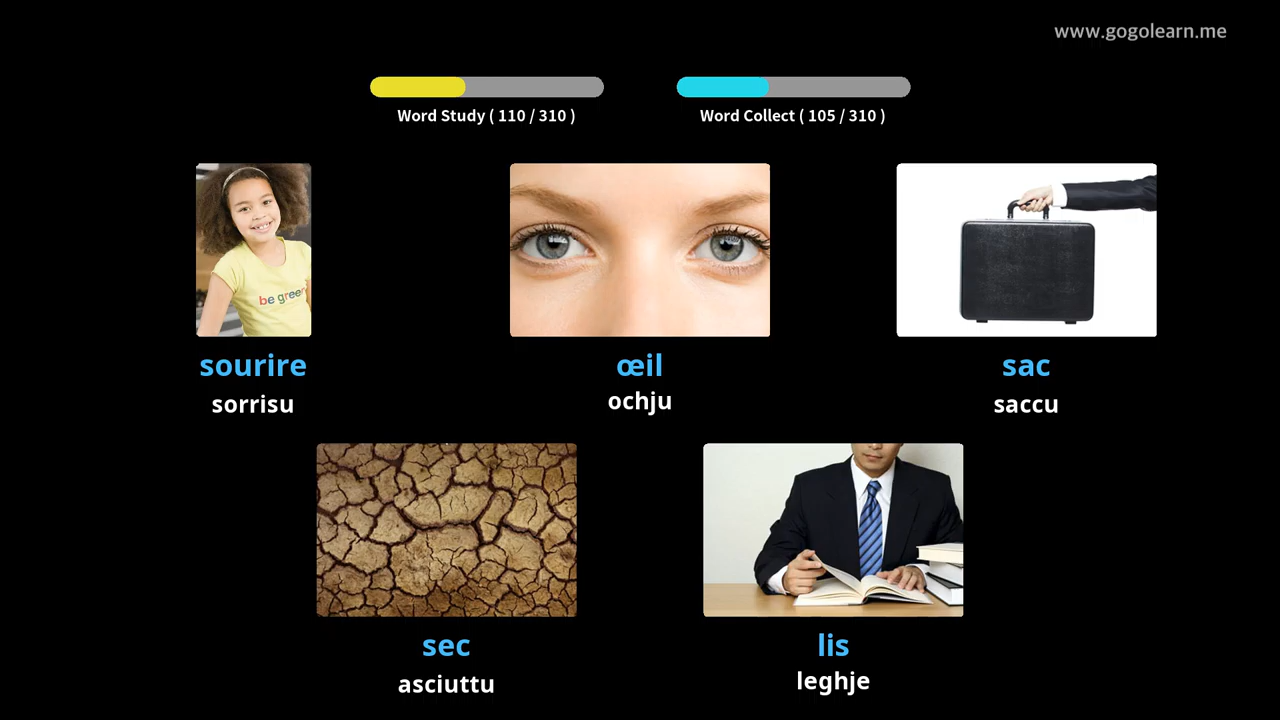 www.gogolearn.me
Word Study ( 110 / 310 )
Word Collect ( 105 / 310 )
be green
sourire
sorrisu
œil
ochju
sac
saccu
sec
asciuttu
lis
leghje